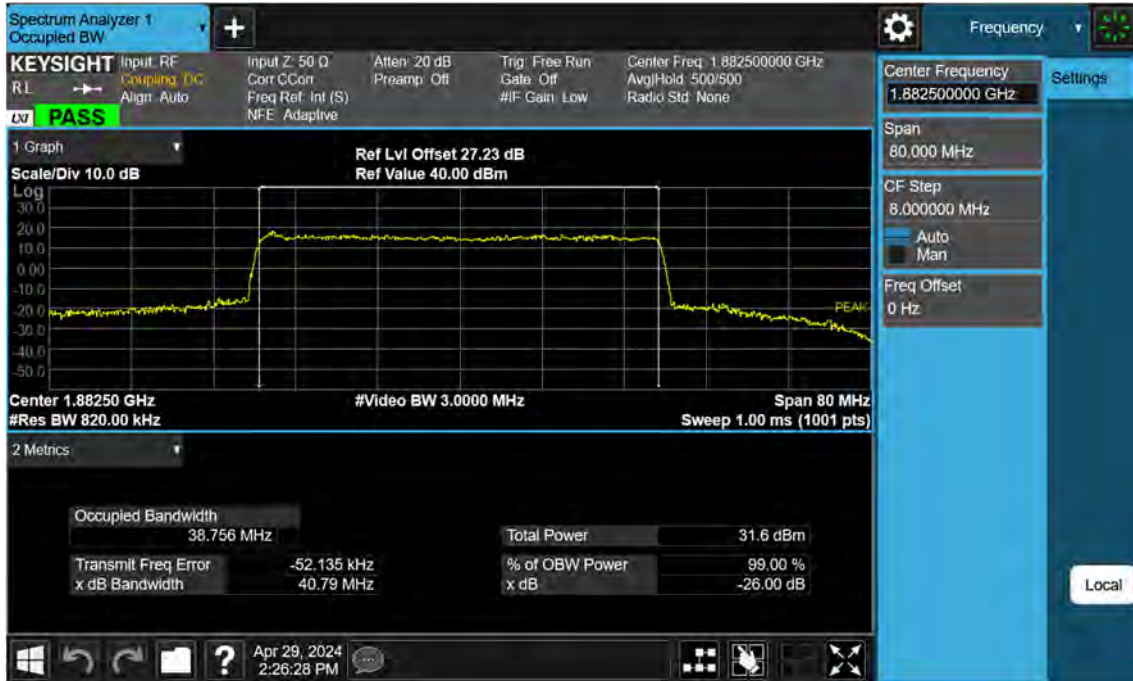 Spectrum Analyzer 1
Occupied BW
Frequency
KEYSIGHT
RL
LXI
PASS
Input: RF
Coupling: DC
Align: Auto
Input Z: 50 Ω
Corr CCorr
Freq Ref: Int (S)
NFE: Adaptive
Atten: 20 dB
Preamp: Off
Trig: Free Run
Gate: Off
#IF Gain: Low
Center Freq: 1.882500000 GHz
Avg|Hold: 500/500
Radio Std: None
Center Frequency
1.882500000 GHz
Settings
Span
80.000 MHz
CF Step
8.000000 MHz
Auto
Man
Freq Offset
0 Hz
1 Graph
Scale/Div 10.0 dB
Ref Lvl Offset 27.23 dB
Ref Value 40.00 dBm
Log
30.0
20.0
10.0
0.00
-10.0
-20.0
-30.0
-40.0
-50.0
PEAK
Center 1.88250 GHz
#Video BW 3.0000 MHz
Span 80 MHz
#Res BW 820.00 kHz
Sweep 1.00 ms (1001 pts)
2 Metrics
Occupied Bandwidth
38.756 MHz
Total Power 31.6 dBm
Transmit Freq Error -52.135 kHz
% of OBW Power 99.00 %
x dB Bandwidth 40.79 MHz
x dB -26.00 dB
Local
?
Apr 29, 2024
2:26:28 PM